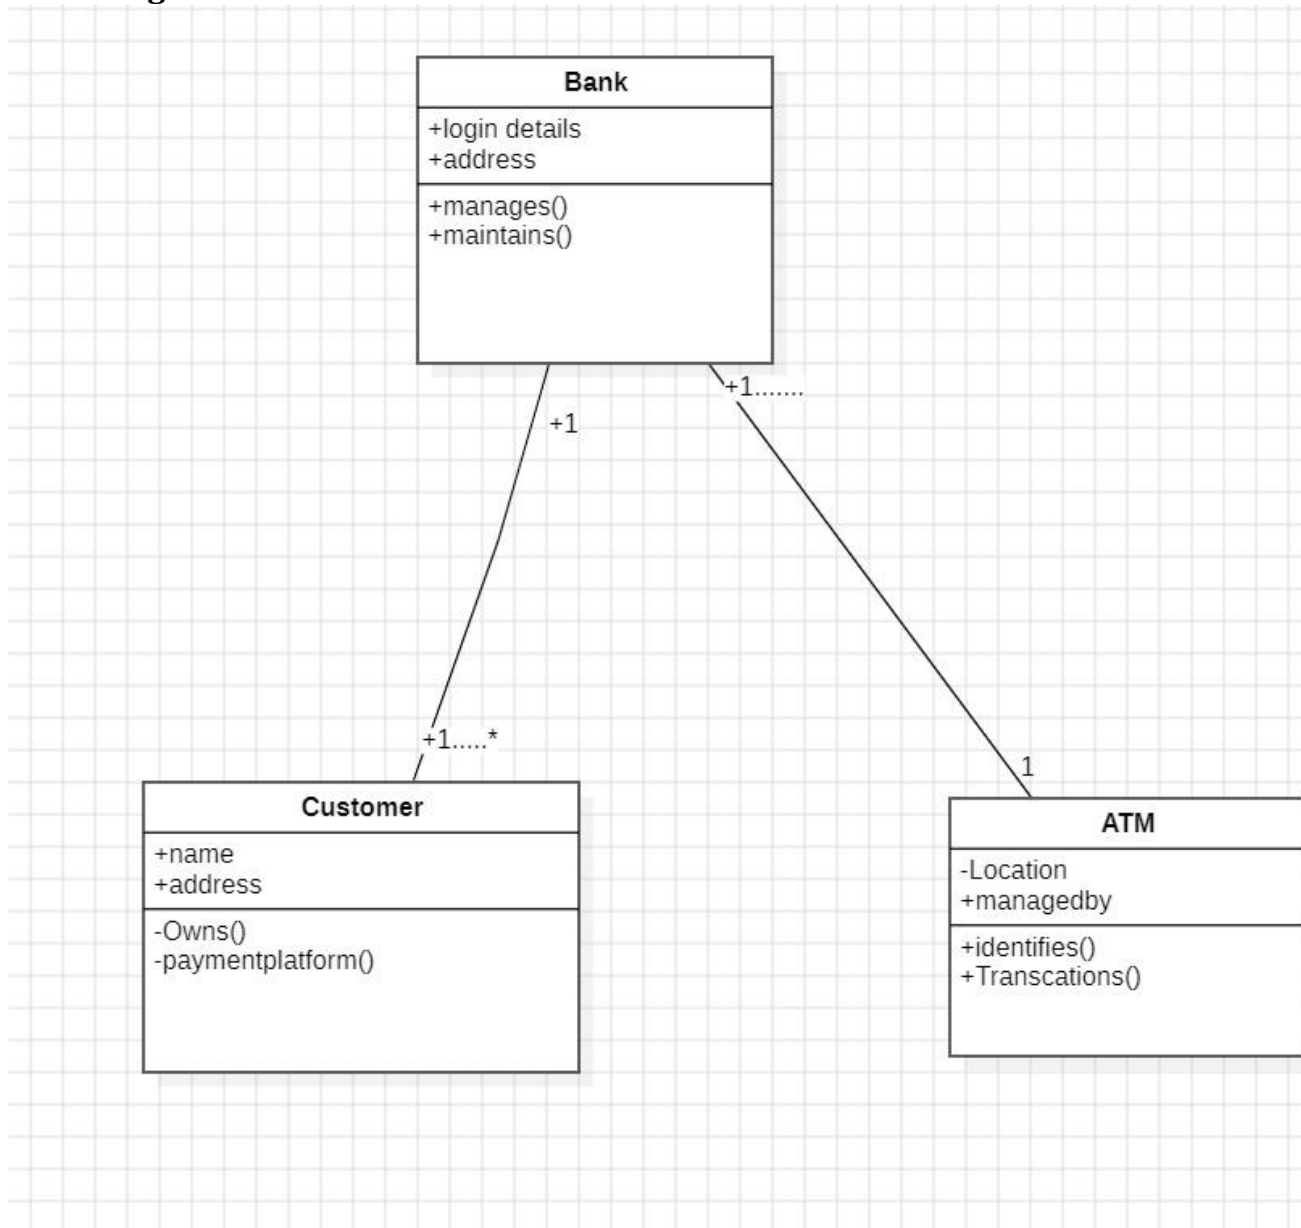 Bank
+login details
+address
+manages()
+maintains()
+1.......
+1
+1.....*
1
Customer
+name
+address
-Owns()
-paymentplatform()
ATM
-Location
+managedby
+identifies()
+Transcations()